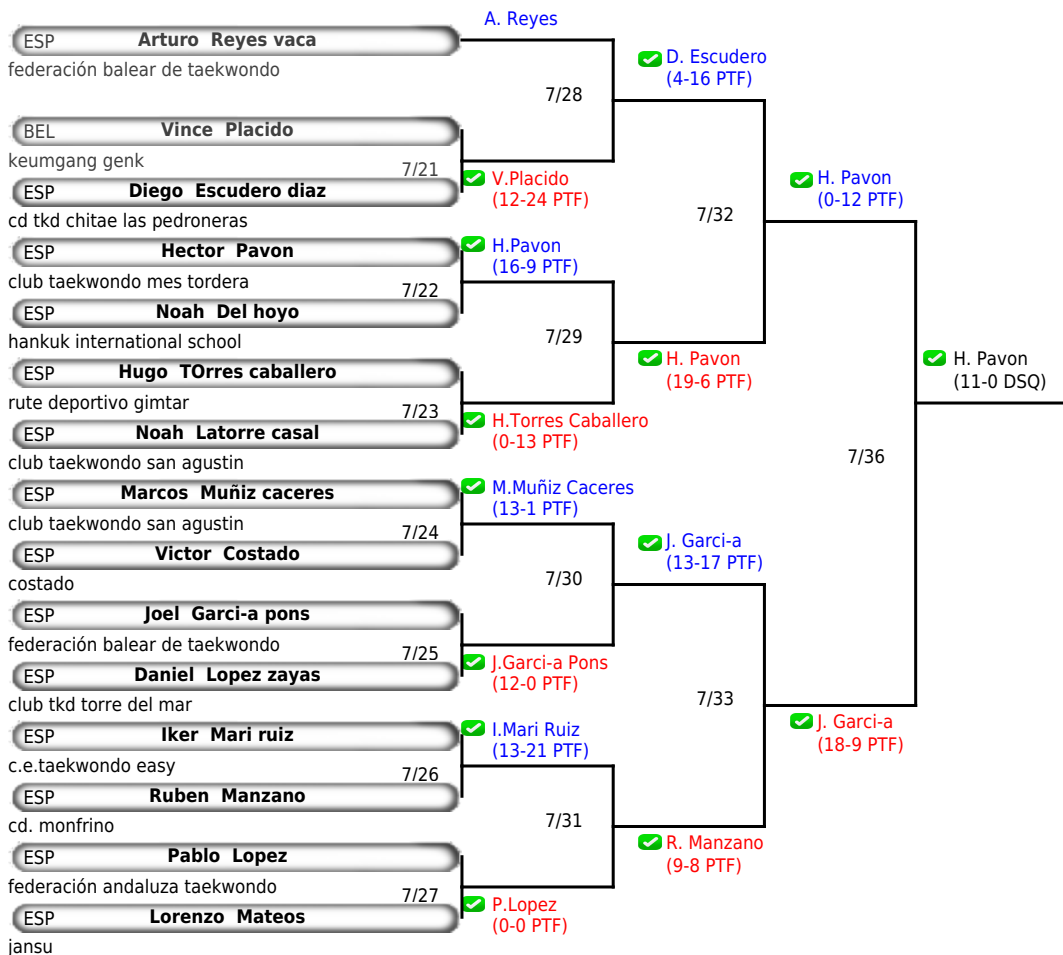 A. Reyes
ESP Arturo Reyes vaca
federación balear de taekwondo
D. Escudero
(4-16 PTF)
7/28
BEL Vince Placido
keumgang genk
7/21
V.Placido
(12-24 PTF)
ESP Diego Escudero diaz
cd tkd chitae las pedroneras
H. Pavon
(0-12 PTF)
7/32
ESP Hector Pavon
club taekwondo mes tordera
H.Pavon
(16-9 PTF)
7/22
ESP Noah Del hoyo
hankuk international school
7/29
H. Pavon
(19-6 PTF)
H. Pavon
(11-0 DSQ)
ESP Hugo TOrres caballero
rute deportivo gimtar
7/23
H.Torres Caballero
(0-13 PTF)
ESP Noah Latorre casal
club taekwondo san agustin
7/36
ESP Marcos Muñiz caceres
club taekwondo san agustin
M.Muñiz Caceres
(13-1 PTF)
7/24
ESP Victor Costado
costado
J. Garci-a
(13-17 PTF)
7/30
ESP Joel Garci-a pons
federación balear de taekwondo
7/25
J.Garci-a Pons
(12-0 PTF)
ESP Daniel Lopez zayas
club tkd torre del mar
7/33
J. Garci-a
(18-9 PTF)
ESP Iker Mari ruiz
c.e.taekwondo easy
I.Mari Ruiz
(13-21 PTF)
7/26
ESP Ruben Manzano
cd. monfrino
7/31
R. Manzano
(9-8 PTF)
ESP Pablo Lopez
federación andaluza taekwondo
7/27
P.Lopez
(0-0 PTF)
ESP Lorenzo Mateos
jansu